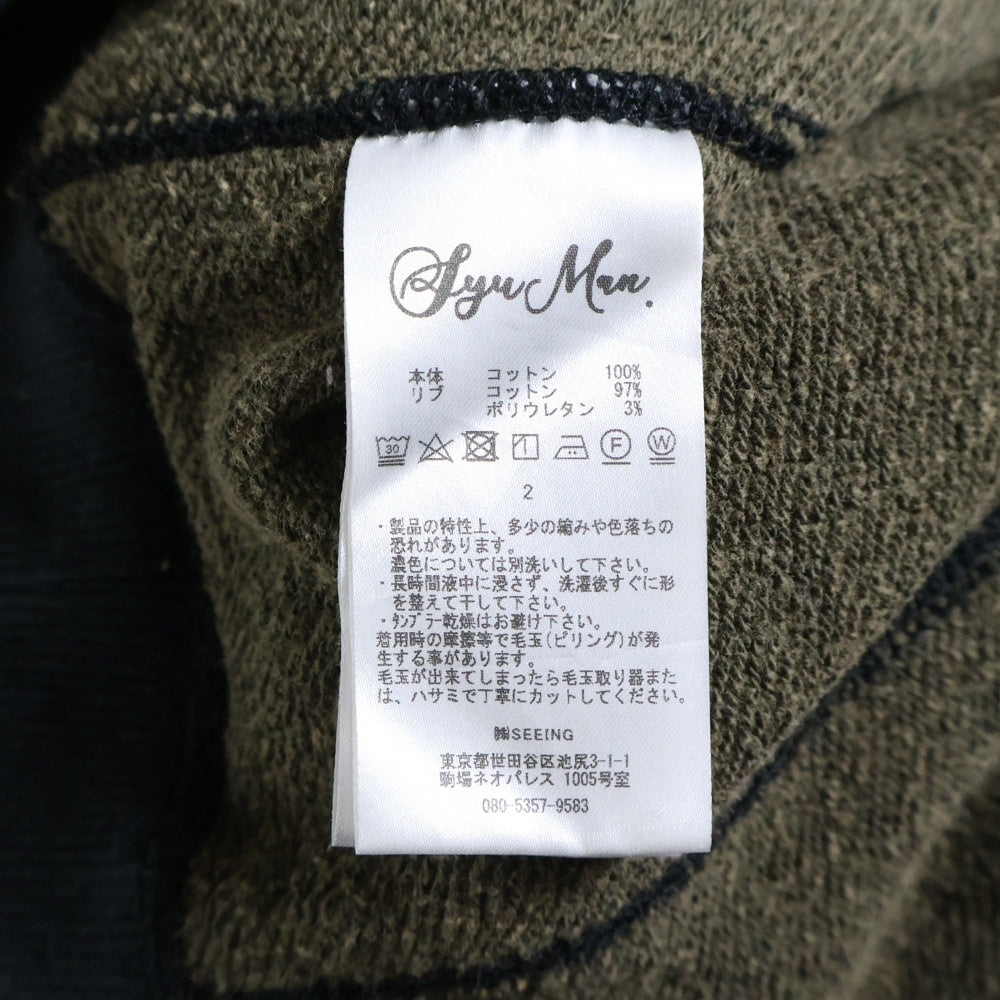 Syu Man.
本体 コットン 100%
リブ コットン 97%
ポリウレタン 3%
30 F W
2
・製品の特性上、多少の縮みや色落ちの
恐れがあります。
濃色については別洗いして下さい。
・長時間液中に浸さず、洗濯後すぐに形
を整えて干して下さい。
・ﾀﾝﾌﾞﾗｰ乾燥はお避け下さい。
着用時の摩擦等で毛玉(ピリング)が発
生する事があります。
毛玉が出来てしまったら毛玉取り器また
は、ハサミで丁寧にカットしてください。
㈱SEEING
東京都世田谷区池尻3-1-1
駒場ネオパレス 1005号室
080-5357-9583